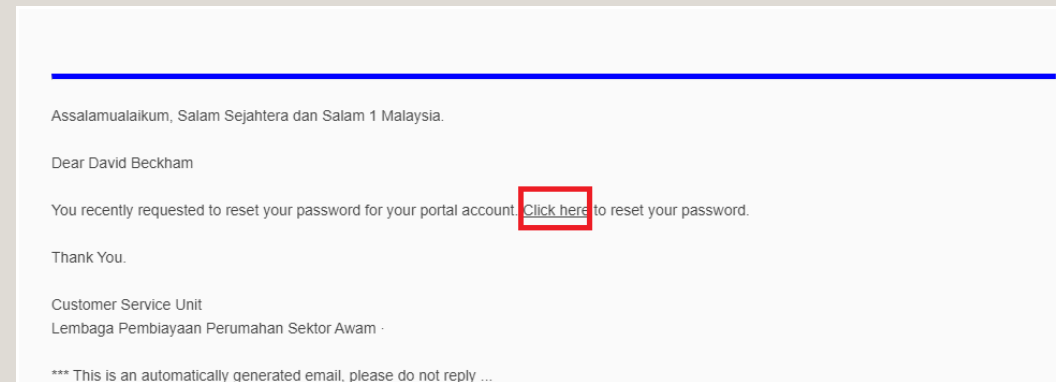 Assalamualaikum, Salam Sejahtera dan Salam 1 Malaysia.
Dear David Beckham
You recently requested to reset your password for your portal account. Click here to reset your password.
Thank You.
Customer Service Unit
Lembaga Pembiayaan Perumahan Sektor Awam ·
*** This is an automatically generated email, please do not reply ...